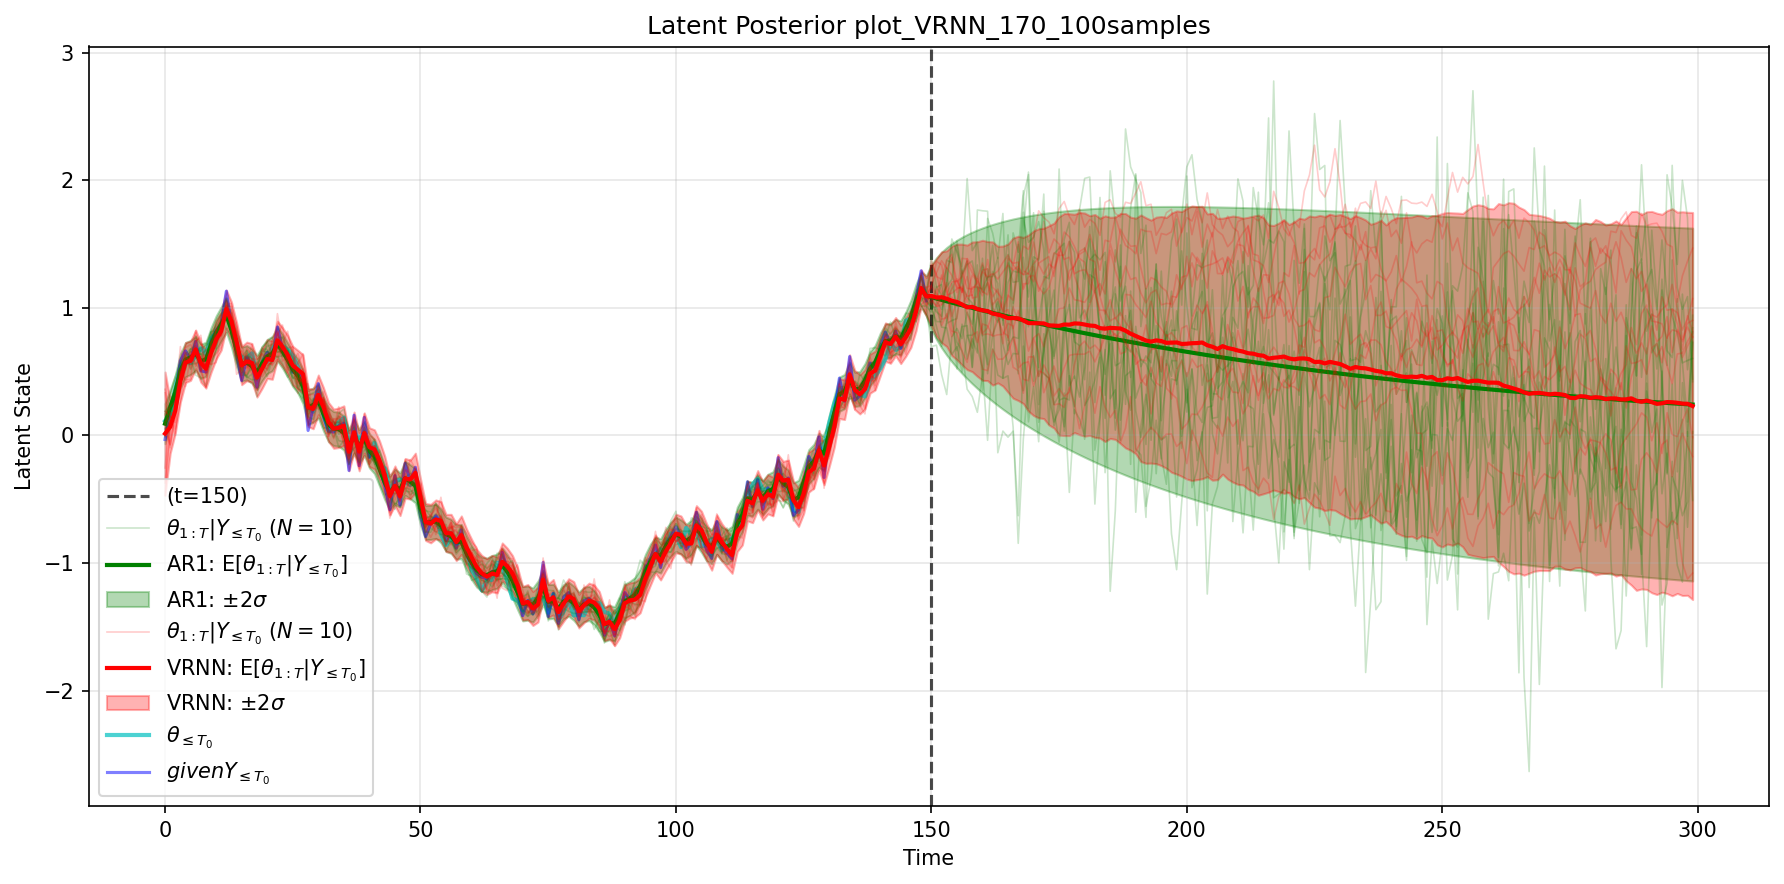 Latent Posterior plot_VRNN_170_100samples
3
2
1
0
−1
−2
Latent State
(t=150)
θ₁:T|Y≤T₀ (N = 10)
AR1: E[θ₁:T|Y≤T₀]
AR1: ±2σ
θ₁:T|Y≤T₀ (N = 10)
VRNN: E[θ₁:T|Y≤T₀]
VRNN: ±2σ
θ≤T₀
givenY≤T₀
0 50 100 150 200 250 300
Time